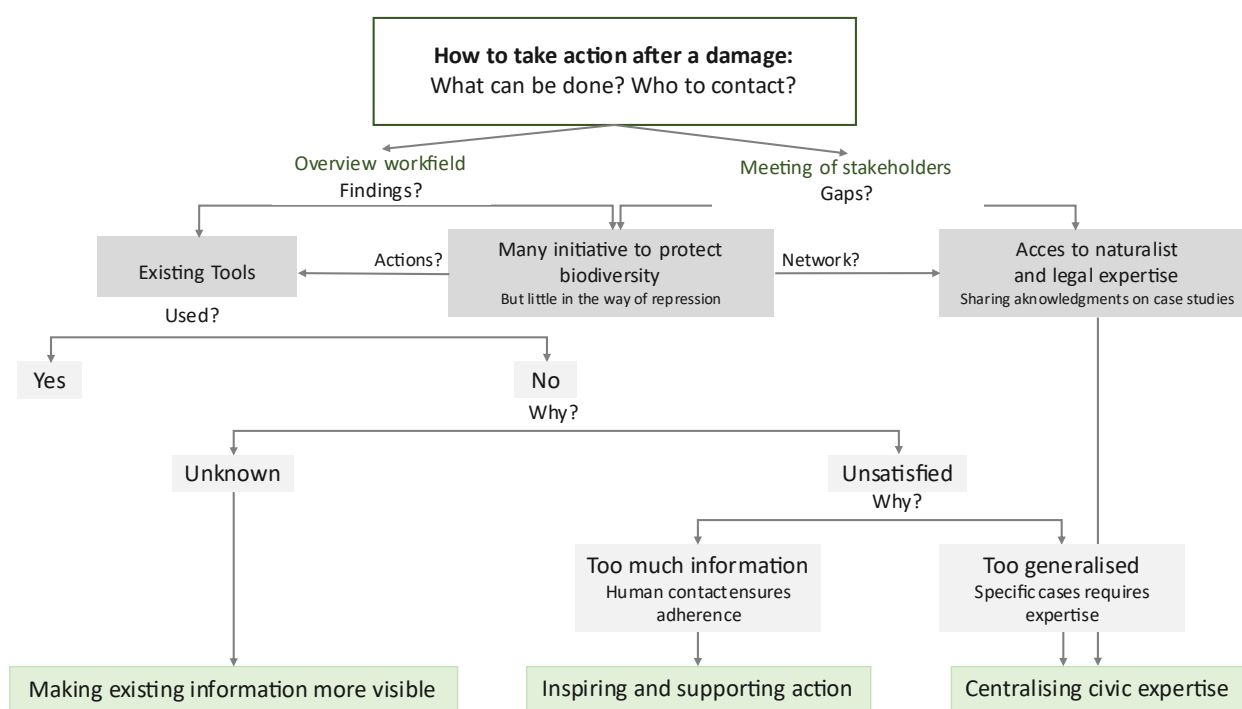 How to take action after a damage:
What can be done? Who to contact?
Overview workfield
Findings?
Meeting of stakeholders
Gaps?
Existing Tools
Actions?
Many initiative to protect
biodiversity
But little in the way of repression
Network?
Acces to naturalist
and legal expertise
Sharing aknowledgments on case studies
Used?
Yes
No
Why?
Unknown
Unsatisfied
Why?
Too much information
Human contact ensures
adherence
Too generalised
Specific cases requires
expertise
Making existing information more visible
Inspiring and supporting action
Centralising civic expertise